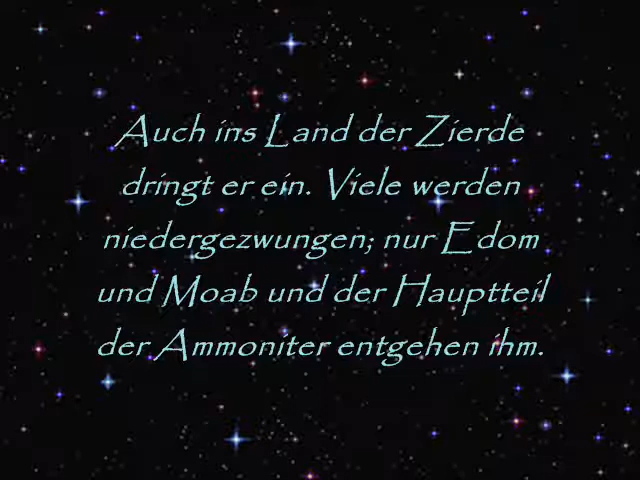 Auch ins Land der Zierde
dringt er ein. Viele werden
niedergezwungen; nur Edom
und Moab und der Hauptteil
der Ammoniter entgehen ihm.